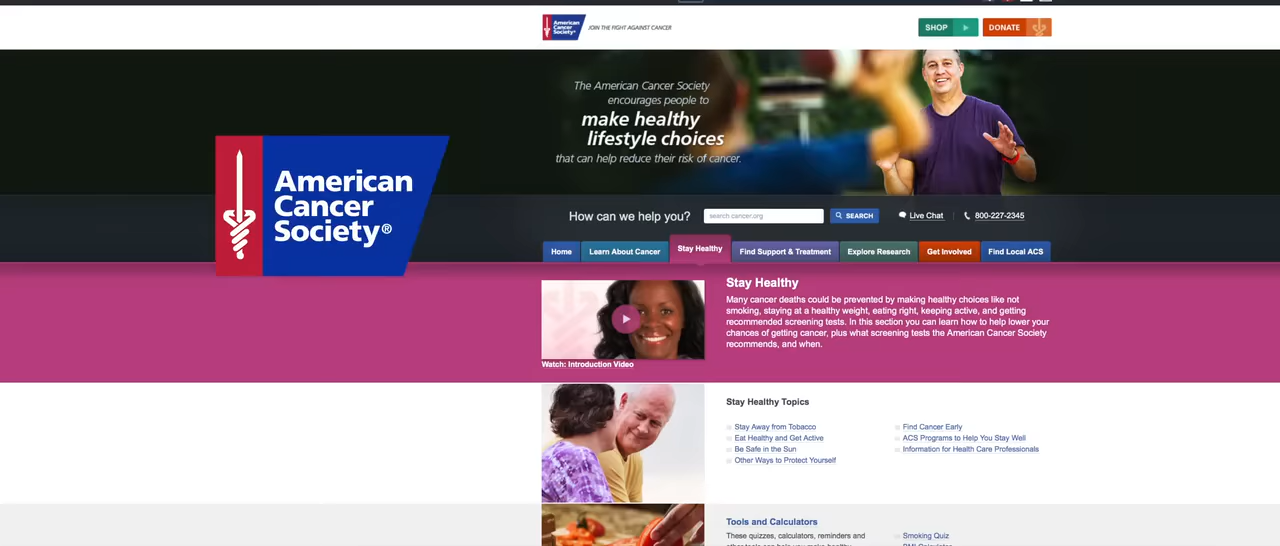 American
Cancer
Society®
JOIN THE FIGHT AGAINST CANCER
SHOP
DONATE
The American Cancer Society
encourages people to
make healthy
lifestyle choices
that can help reduce their risk of cancer.
American
Cancer
Society®
How can we help you?
search cancer.org
SEARCH
Live Chat
800-227-2345
Home
Learn About Cancer
Stay Healthy
Find Support & Treatment
Explore Research
Get Involved
Find Local ACS
Stay Healthy
Many cancer deaths could be prevented by making healthy choices like not
smoking, staying at a healthy weight, eating right, keeping active, and getting
recommended screening tests. In this section you can learn how to help lower your
chances of getting cancer, plus what screening tests the American Cancer Society
recommends, and when.
Watch: Introduction Video
Stay Healthy Topics
Stay Away from Tobacco
Eat Healthy and Get Active
Be Safe in the Sun
Other Ways to Protect Yourself
Find Cancer Early
ACS Programs to Help You Stay Well
Information for Health Care Professionals
Tools and Calculators
These quizzes, calculators, reminders and
Smoking Quiz